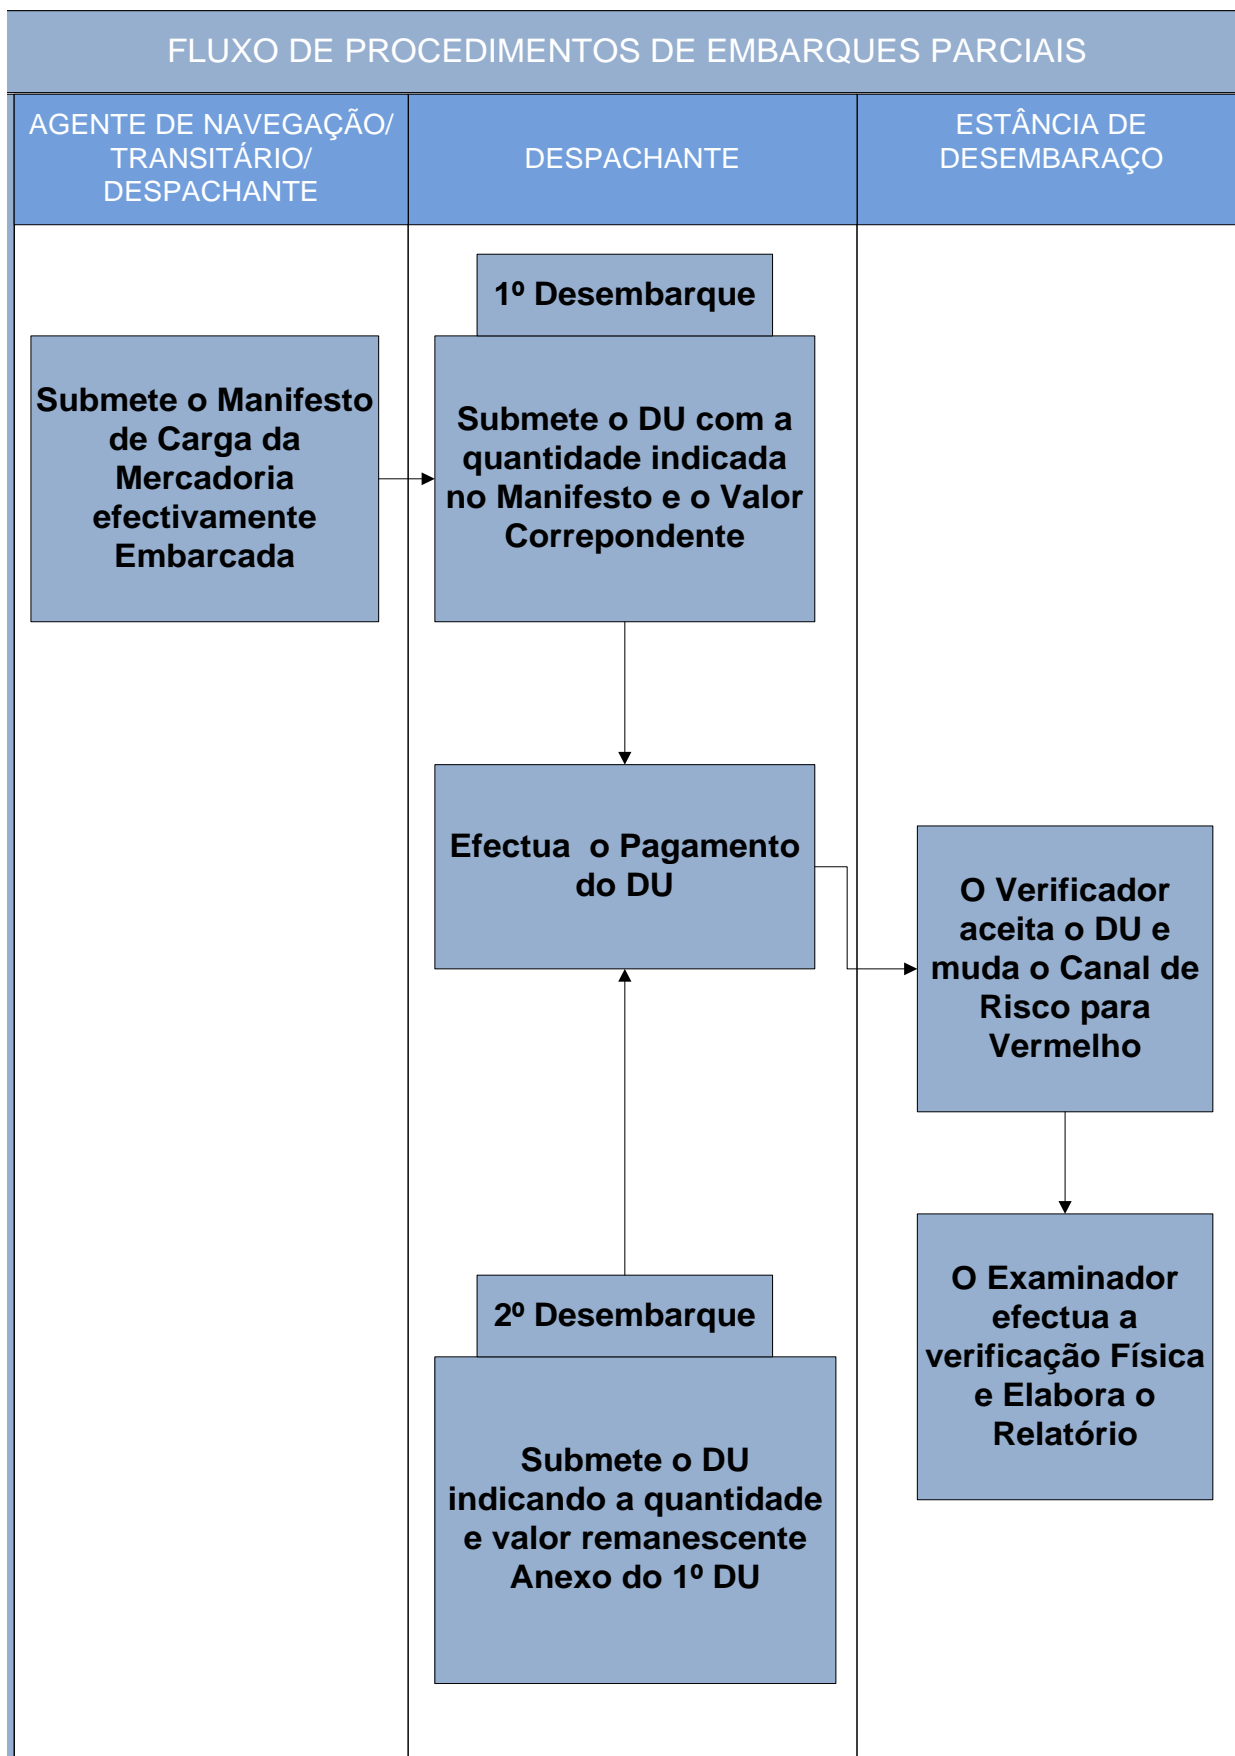 FLUXO DE PROCEDIMENTOS DE EMBARQUES PARCIAIS
AGENTE DE NAVEGAÇÃO/
TRANSITÁRIO/
DESPACHANTE
DESPACHANTE
ESTÂNCIA DE
DESEMBARAÇO
1º Desembarque
Submete o Manifesto
de Carga da
Mercadoria
efectivamente
Embarcada
Submete o DU com a
quantidade indicada
no Manifesto e o Valor
Correpondente
Efectua o Pagamento
do DU
O Verificador
aceita o DU e
muda o Canal de
Risco para
Vermelho
O Examinador
efectua a
verificação Física
e Elabora o
Relatório
2º Desembarque
Submete o DU
indicando a quantidade
e valor remanescente
Anexo do 1º DU